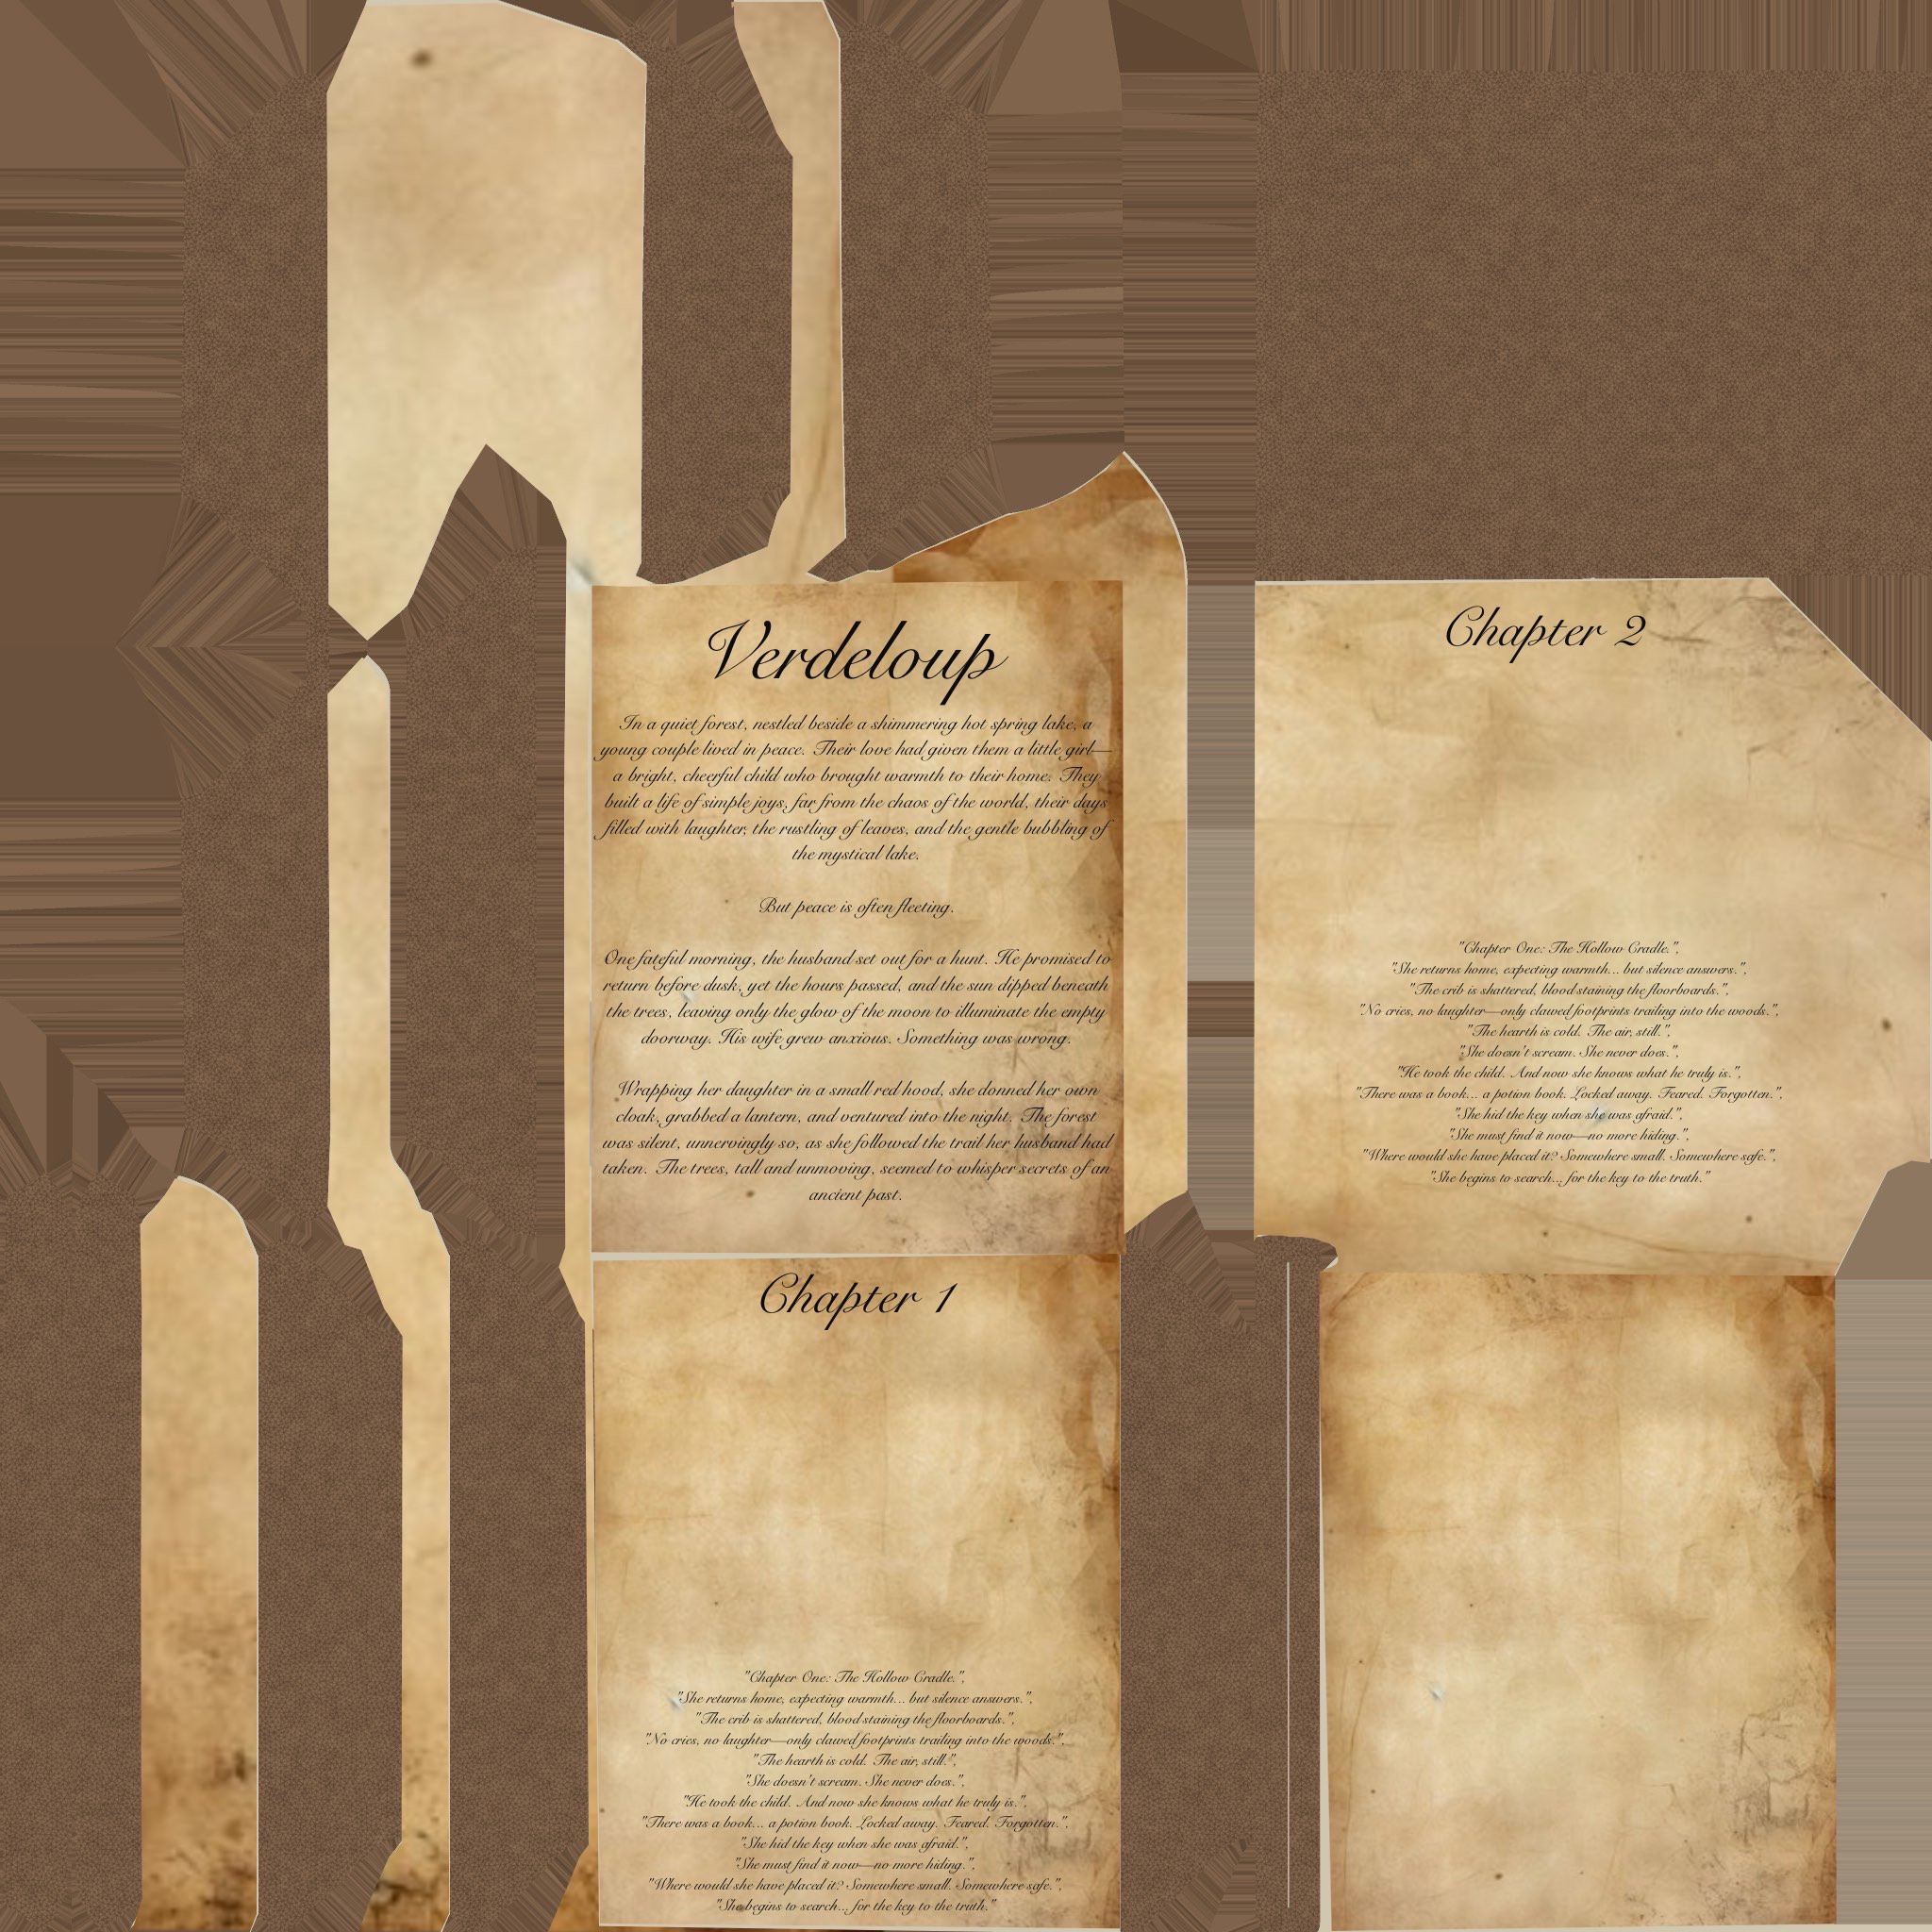 Verdeloup
In a quiet forest, nestled beside a shimmering hot spring lake, a
young couple lived in peace. Their love had given them a little girl—
a bright, cheerful child who brought warmth to their home. They
built a life of simple joys, far from the chaos of the world, their days
filled with laughter, the rustling of leaves, and the gentle bubbling of
the mystical lake.
But peace is often fleeting.
One fateful morning, the husband set out for a hunt. He promised to
return before dusk, yet the hours passed, and the sun dipped beneath
the trees, leaving only the glow of the moon to illuminate the empty
doorway. His wife grew anxious. Something was wrong.
Wrapping her daughter in a small red hood, she donned her own
cloak, grabbed a lantern, and ventured into the night. The forest
was silent, unnervingly so, as she followed the trail her husband had
taken. The trees, tall and unmoving, seemed to whisper secrets of an
ancient past.
Chapter 1
"Chapter One: The Hollow Cradle.",
"She returns home, expecting warmth... but silence answers.",
"The crib is shattered, blood staining the floorboards.",
"No cries, no laughter—only clawed footprints trailing into the woods.",
"The hearth is cold. The air, still.",
"She doesn't scream. She never does.",
"He took the child. And now she knows what he truly is.",
"There was a book... a potion book. Locked away. Feared. Forgotten.",
"She hid the key when she was afraid.",
"She must find it now—no more hiding.",
"Where would she have placed it? Somewhere small. Somewhere safe.",
"She begins to search... for the key to the truth."
Chapter 2
"Chapter One: The Hollow Cradle.",
"She returns home, expecting warmth... but silence answers.",
"The crib is shattered, blood staining the floorboards.",
"No cries, no laughter—only clawed footprints trailing into the woods.",
"The hearth is cold. The air, still.",
"She doesn't scream. She never does.",
"He took the child. And now she knows what he truly is.",
"There was a book... a potion book. Locked away. Feared. Forgotten.",
"She hid the key when she was afraid.",
"She must find it now—no more hiding.",
"Where would she have placed it? Somewhere small. Somewhere safe.",
"She begins to search... for the key to the truth."